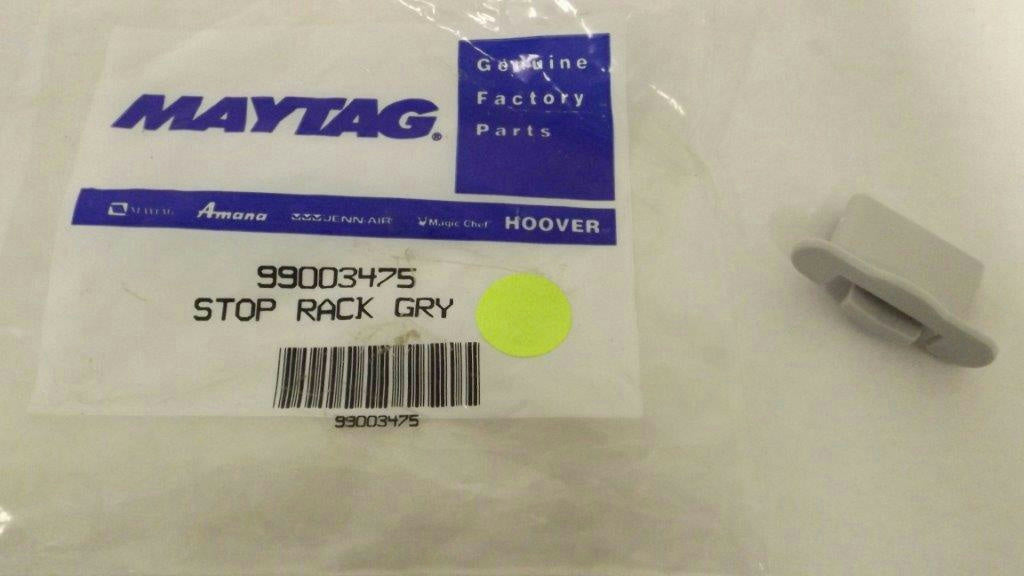 MAYTAG®
Genuine
Factory
Parts
MAYTAG Amana JENN-AIR Magic Chef HOOVER
99003475
STOP RACK GRY
99003475